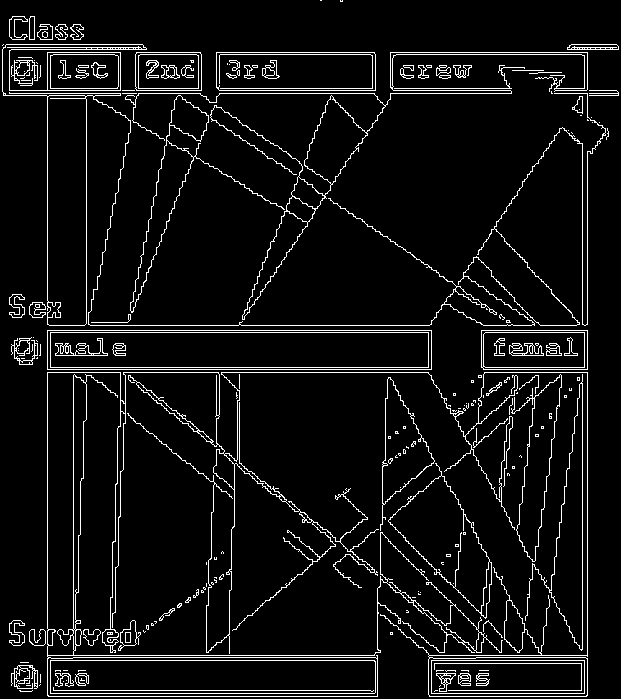 Class
1st 2nd 3rd crew
Sex
male femal
Survived
no yes